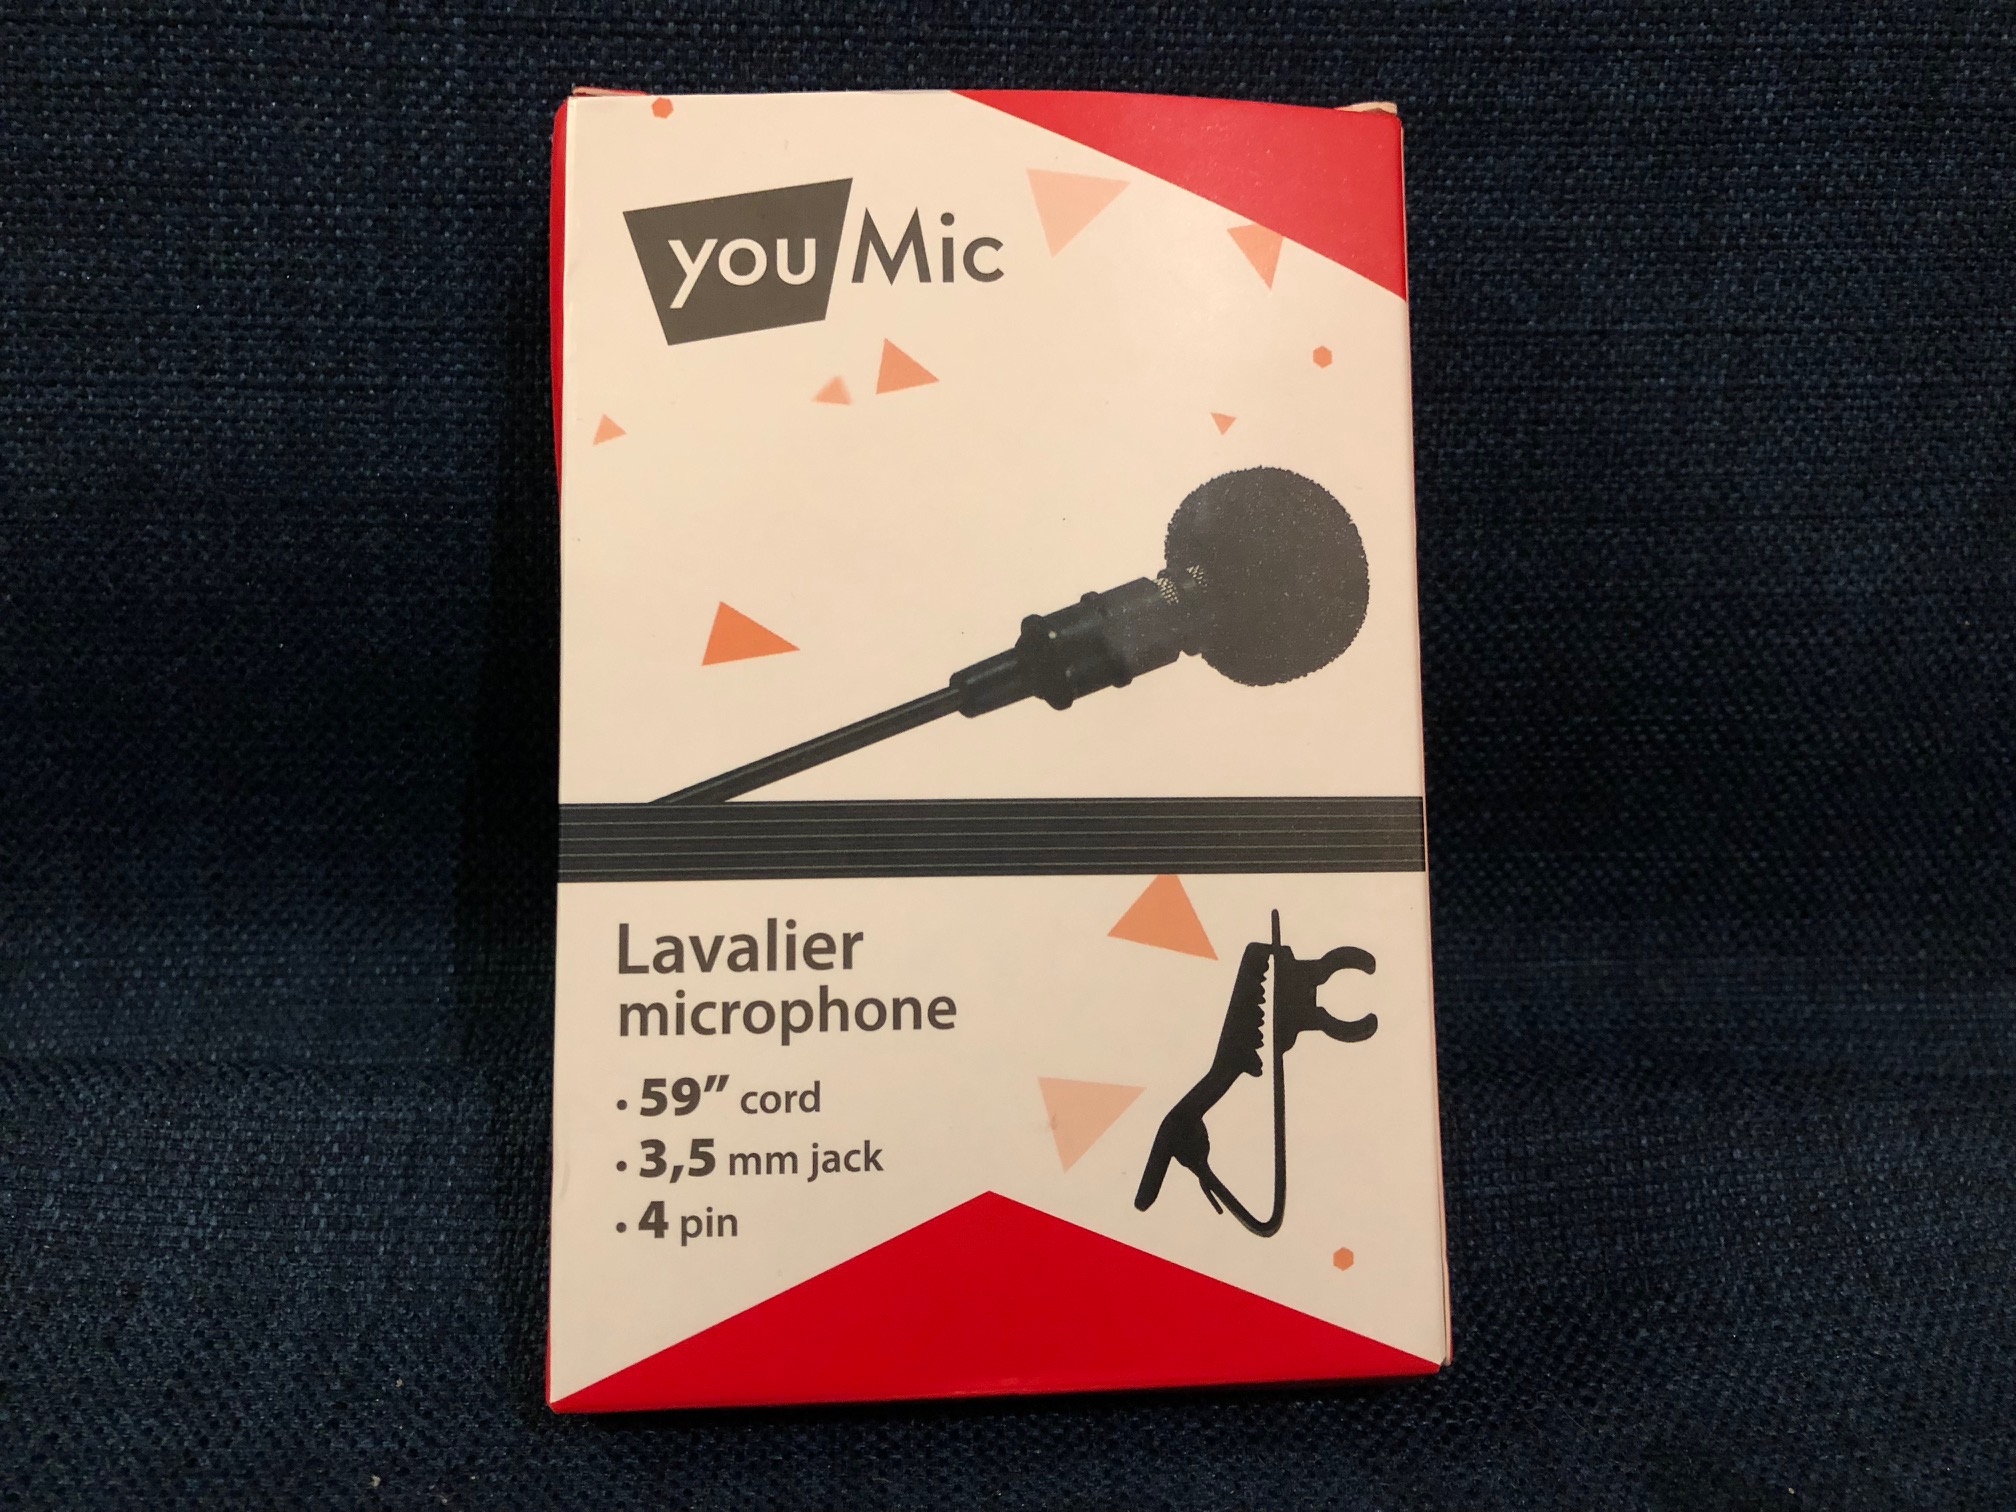 you Mic
Lavalier
microphone
• 59” cord
• 3,5 mm jack
• 4 pin